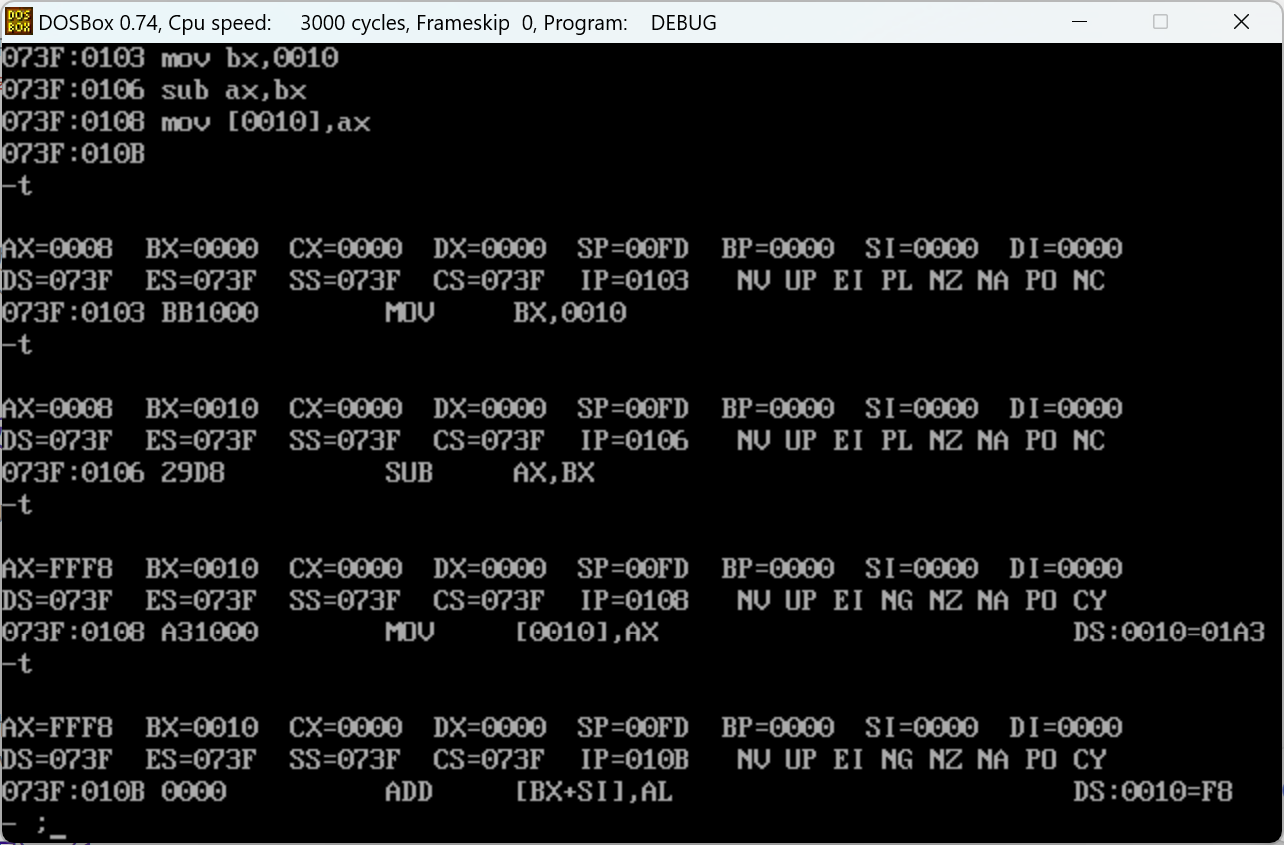 DOS BOX DOSBox 0.74, Cpu speed: 3000 cycles, Frameskip 0, Program: DEBUG
073F:0103 mov bx,0010
073F:0106 sub ax,bx
073F:0108 mov [0010],ax
073F:010B
-t
AX=0008 BX=0000 CX=0000 DX=0000 SP=00FD BP=0000 SI=0000 DI=0000
DS=073F ES=073F SS=073F CS=073F IP=0103 NV UP EI PL NZ NA PO NC
073F:0103 BB1000 MOV BX,0010
-t
AX=0008 BX=0010 CX=0000 DX=0000 SP=00FD BP=0000 SI=0000 DI=0000
DS=073F ES=073F SS=073F CS=073F IP=0106 NV UP EI PL NZ NA PO NC
073F:0106 29D8 SUB AX,BX
-t
AX=FFF8 BX=0010 CX=0000 DX=0000 SP=00FD BP=0000 SI=0000 DI=0000
DS=073F ES=073F SS=073F CS=073F IP=0108 NV UP EI NG NZ NA PO CY
073F:0108 A31000 MOV [0010],AX DS:0010=01A3
-t
AX=FFF8 BX=0010 CX=0000 DX=0000 SP=00FD BP=0000 SI=0000 DI=0000
DS=073F ES=073F SS=073F CS=073F IP=010B NV UP EI NG NZ NA PO CY
073F:010B 0000 ADD [BX+SI],AL DS:0010=F8
- ;_